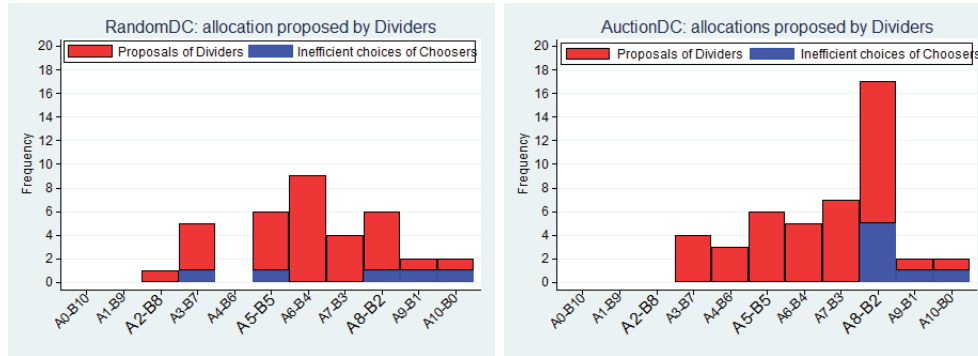 RandomDC: allocation proposed by Dividers
Proposals of Dividers
Inefficient choices of Choosers
Frequency
20
18
16
14
12
10
8
6
4
2
0
A0-B10
A1-B9
A2-B8
A3-B7
A4-B6
A5-B5
A6-B4
A7-B3
A8-B2
A9-B1
A10-B0
AuctionDC: allocations proposed by Dividers
Proposals of Dividers
Inefficient choices of Choosers
Frequency
20
18
16
14
12
10
8
6
4
2
0
A0-B10
A1-B9
A2-B8
A3-B7
A4-B6
A5-B5
A6-B4
A7-B3
A8-B2
A9-B1
A10-B0